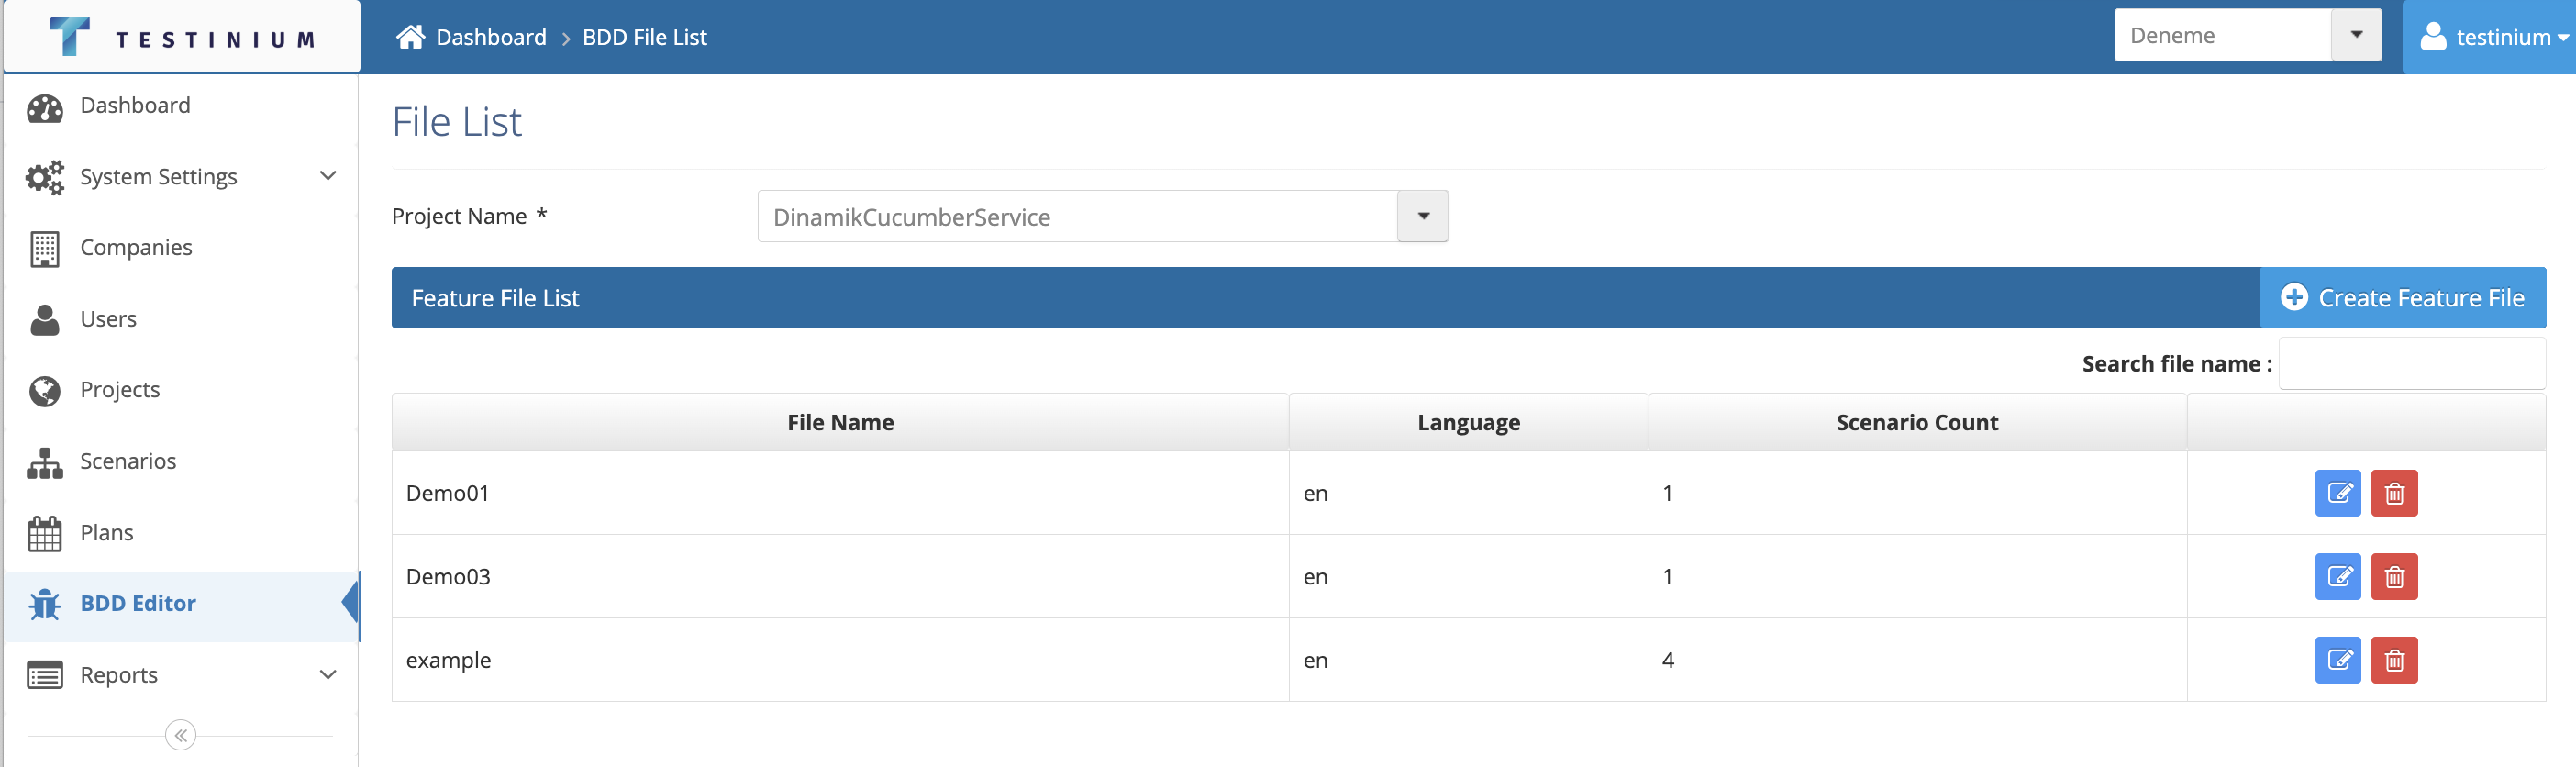 TESTINIUM
Dashboard > BDD File List
Deneme
testinium
Dashboard
System Settings
Companies
Users
Projects
Scenarios
Plans
BDD Editor
Reports
File List
Project Name *
DinamikCucumberService
Feature File List
Create Feature File
Search file name :
File Name Language Scenario Count
Demo01 en 1
Demo03 en 1
example en 4